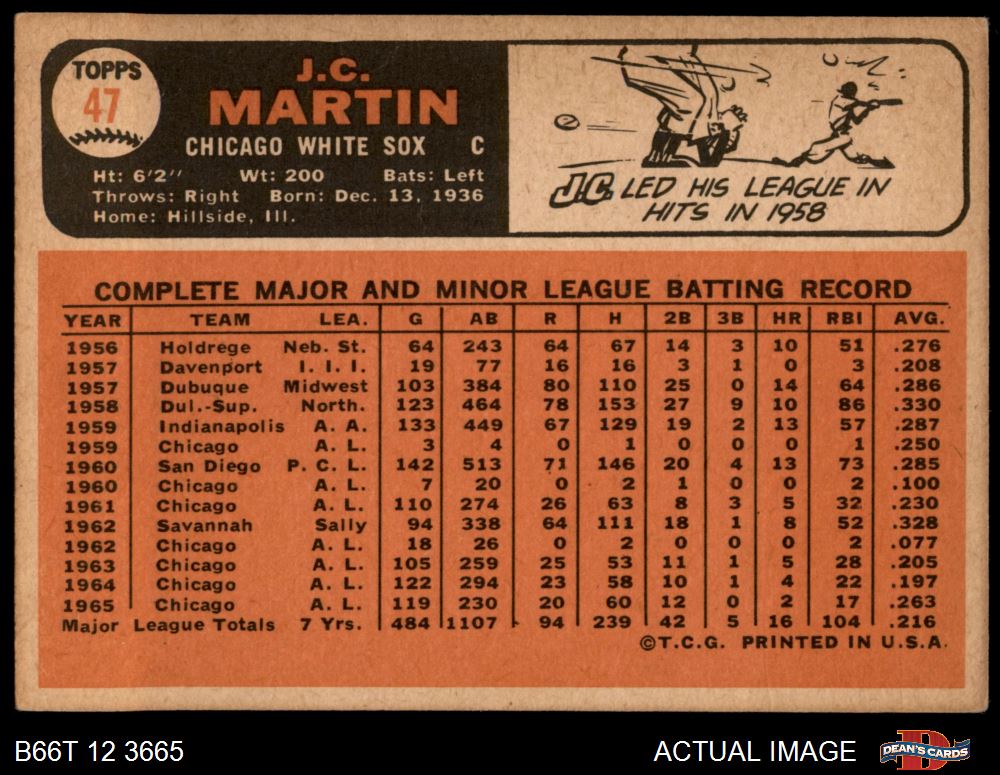 TOPPS
47
J.C.
MARTIN
CHICAGO WHITE SOX C
Ht: 6'2" Wt: 200 Bats: Left
Throws: Right Born: Dec. 13, 1936
Home: Hillside, Ill.
J.C. LED HIS LEAGUE IN
HITS IN 1958
COMPLETE MAJOR AND MINOR LEAGUE BATTING RECORD
YEAR TEAM LEA. G AB R H 2B 3B HR RBI AVG.
1956 Holdrege Neb. St. 64 243 64 67 14 3 10 51 .276
1957 Davenport I. I. I. 19 77 16 16 3 1 0 3 .208
1957 Dubuque Midwest 103 384 80 110 25 0 14 64 .286
1958 Dul.-Sup. North. 123 464 78 153 27 9 10 86 .330
1959 Indianapolis A. A. 133 449 67 129 19 2 13 57 .287
1959 Chicago A. L. 3 4 0 1 0 0 0 1 .250
1960 San Diego P. C. L. 142 513 71 146 20 4 13 73 .285
1960 Chicago A. L. 7 20 0 2 1 0 0 2 .100
1961 Chicago A. L. 110 274 26 63 8 3 5 32 .230
1962 Savannah Sally 94 338 64 111 18 1 8 52 .328
1962 Chicago A. L. 18 26 0 2 0 0 0 2 .077
1963 Chicago A. L. 105 259 25 53 11 1 5 28 .205
1964 Chicago A. L. 122 294 23 58 10 1 4 22 .197
1965 Chicago A. L. 119 230 20 60 12 0 2 17 .263
Major League Totals 7 Yrs. 484 1107 94 239 42 5 16 104 .216
©T.C.G. PRINTED IN U.S.A.
B66T 12 3665
ACTUAL IMAGE
DEAN'S CARDS